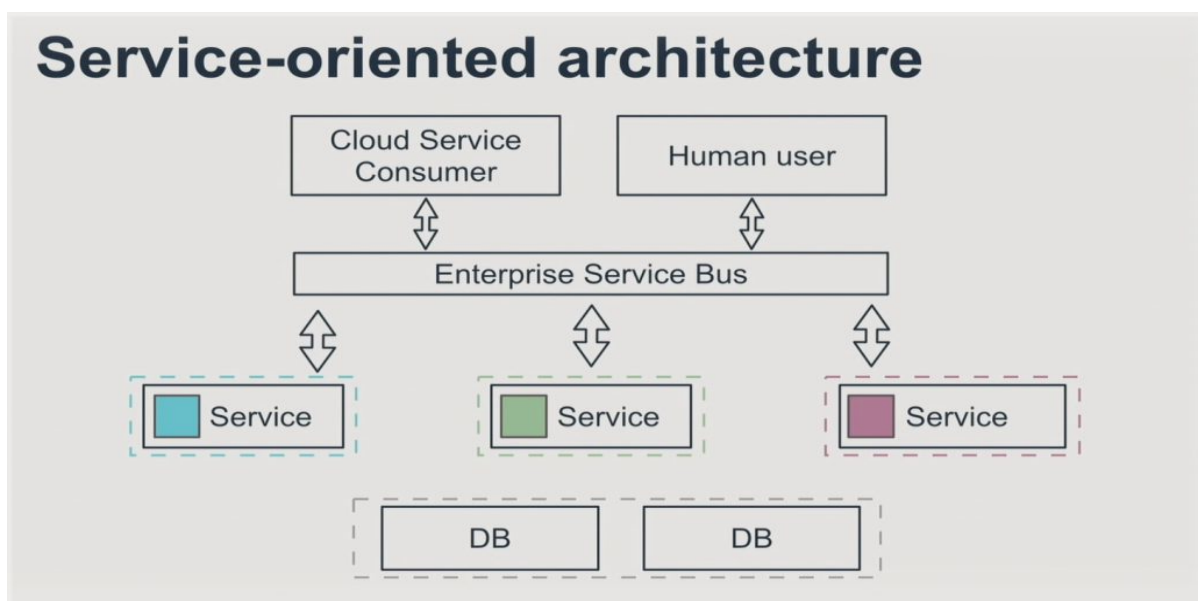 Service-oriented architecture
Cloud Service
Consumer
Human user
Enterprise Service Bus
Service
Service
Service
DB
DB